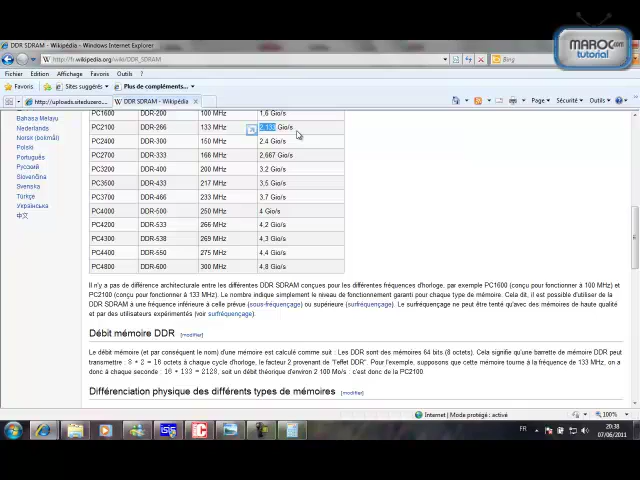 MAROC.com
tutorial
DDR SDRAM - Wikipédia - Windows Internet Explorer
http://fr.wikipedia.org/wiki/DDR_SDRAM
Bing
Fichier Edition Affichage Favoris Outils ?
Favoris Sites suggérés Plus de compléments...
http://uploads.siteduzero... DDR SDRAM - Wikipédia
Page Sécurité Outils
Bahasa Melayu
Nederlands
Norsk (bokmål)
Polski
Português
Русский
Slovenčina
Svenska
Türkçe
Українська
中文
PC1600 DDR-200 100 MHz 1,6 Gio/s
PC2100 DDR-266 133 MHz 2,133 Gio/s
PC2400 DDR-300 150 MHz 2.4 Gio/s
PC2700 DDR-333 166 MHz 2,667 Gio/s
PC3200 DDR-400 200 MHz 3.2 Gio/s
PC3500 DDR-433 217 MHz 3.5 Gio/s
PC3700 DDR-466 233 MHz 3.7 Gio/s
PC4000 DDR-500 250 MHz 4 Gio/s
PC4200 DDR-533 266 MHz 4,2 Gio/s
PC4300 DDR-538 269 MHz 4,3 Gio/s
PC4400 DDR-550 275 MHz 4.4 Gio/s
PC4800 DDR-600 300 MHz 4.8 Gio/s
Il n'y a pas de différence architecturale entre les différentes DDR SDRAM conçues pour les différentes fréquences d'horloge, par exemple PC1600 (conçu pour fonctionner à 100 MHz) et
PC2100 (conçu pour fonctionner à 133 MHz). Le nombre indique simplement le niveau de fonctionnement garanti pour chaque type de mémoire. Cela dit, il est possible d'utiliser de la
DDR SDRAM à une fréquence inférieure à celle prévue (sous-fréquençage) ou supérieure (surfréquençage). Le surfréquençage ne peut être tenté qu'avec des mémoires de haute qualité
et par des utilisateurs expérimentés (voir surfréquençage).
Débit mémoire DDR [modifier]
Le débit mémoire (et par conséquent le nom) d'une mémoire est calculé comme suit : Les DDR sont des mémoires 64 bits (8 octets). Cela signifie qu'une barrette de mémoire DDR peut
transmettre : 8 * 2 = 16 octets à chaque cycle d'horloge, le facteur 2 provenant de "l'effet DDR". Pour l'exemple, supposons que cette mémoire tourne à la fréquence de 133 MHz, on a
donc à chaque seconde : 16 * 133 = 2128, soit un débit théorique d'environ 2 100 Mo/s : c'est donc de la PC2100
Différenciation physique des différents types de mémoires [modifier]
Internet | Mode protégé : activé
100%
FR
20:38
07/06/2011